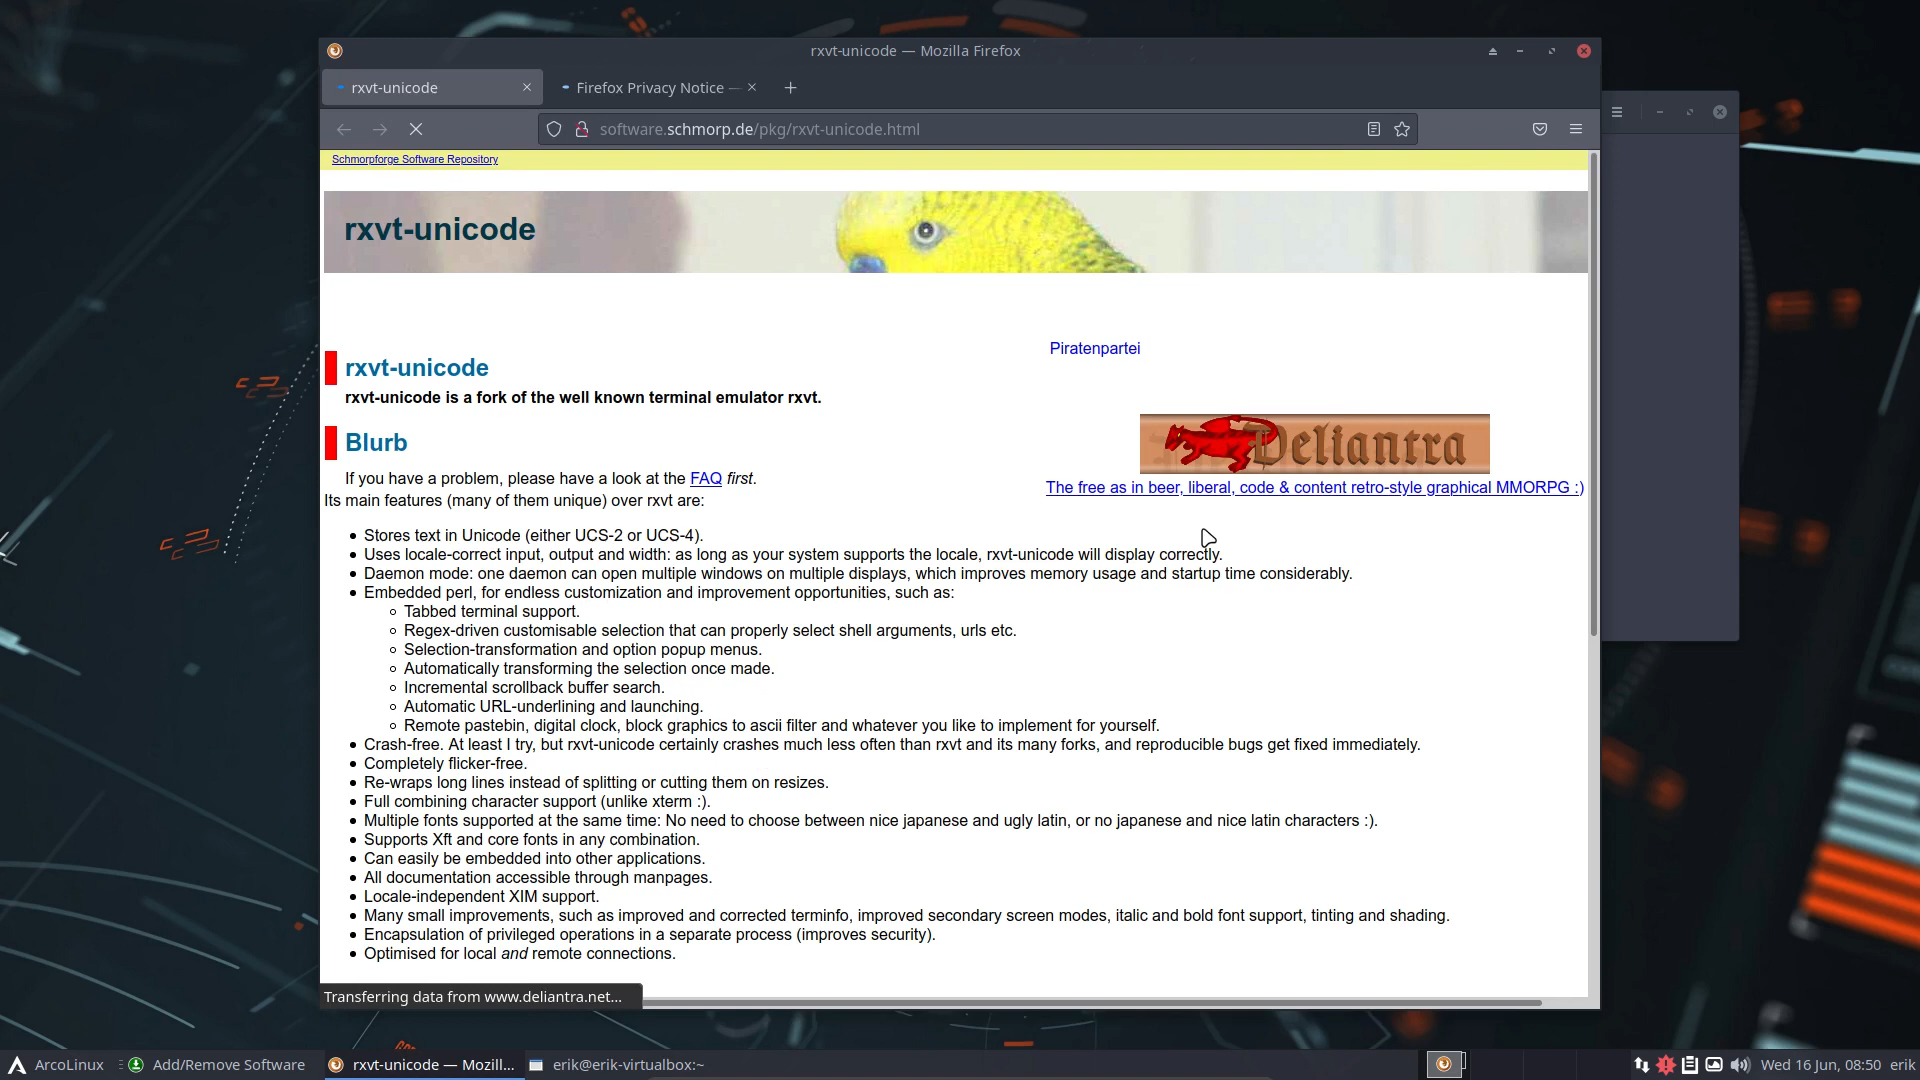 rxvt-unicode — Mozilla Firefox
rxvt-unicode
Firefox Privacy Notice —
software.schmorp.de/pkg/rxvt-unicode.html
Schmorpforge Software Repository
rxvt-unicode
Piratenpartei
rxvt-unicode
rxvt-unicode is a fork of the well known terminal emulator rxvt.
Deliantra
The free as in beer, liberal, code & content retro-style graphical MMORPG :)
Blurb
If you have a problem, please have a look at the FAQ first.
Its main features (many of them unique) over rxvt are:
Stores text in Unicode (either UCS-2 or UCS-4).
Uses locale-correct input, output and width: as long as your system supports the locale, rxvt-unicode will display correctly.
Daemon mode: one daemon can open multiple windows on multiple displays, which improves memory usage and startup time considerably.
Embedded perl, for endless customization and improvement opportunities, such as:
Tabbed terminal support.
Regex-driven customisable selection that can properly select shell arguments, urls etc.
Selection-transformation and option popup menus.
Automatically transforming the selection once made.
Incremental scrollback buffer search.
Automatic URL-underlining and launching.
Remote pastebin, digital clock, block graphics to ascii filter and whatever you like to implement for yourself.
Crash-free. At least I try, but rxvt-unicode certainly crashes much less often than rxvt and its many forks, and reproducible bugs get fixed immediately.
Completely flicker-free.
Re-wraps long lines instead of splitting or cutting them on resizes.
Full combining character support (unlike xterm :).
Multiple fonts supported at the same time: No need to choose between nice japanese and ugly latin, or no japanese and nice latin characters :).
Supports Xft and core fonts in any combination.
Can easily be embedded into other applications.
All documentation accessible through manpages.
Locale-independent XIM support.
Many small improvements, such as improved and corrected terminfo, improved secondary screen modes, italic and bold font support, tinting and shading.
Encapsulation of privileged operations in a separate process (improves security).
Optimised for local and remote connections.
Transferring data from www.deliantra.net…
ArcoLinux
Add/Remove Software
rxvt-unicode — Mozill...
erik@erik-virtualbox:~
Wed 16 Jun, 08:50
erik